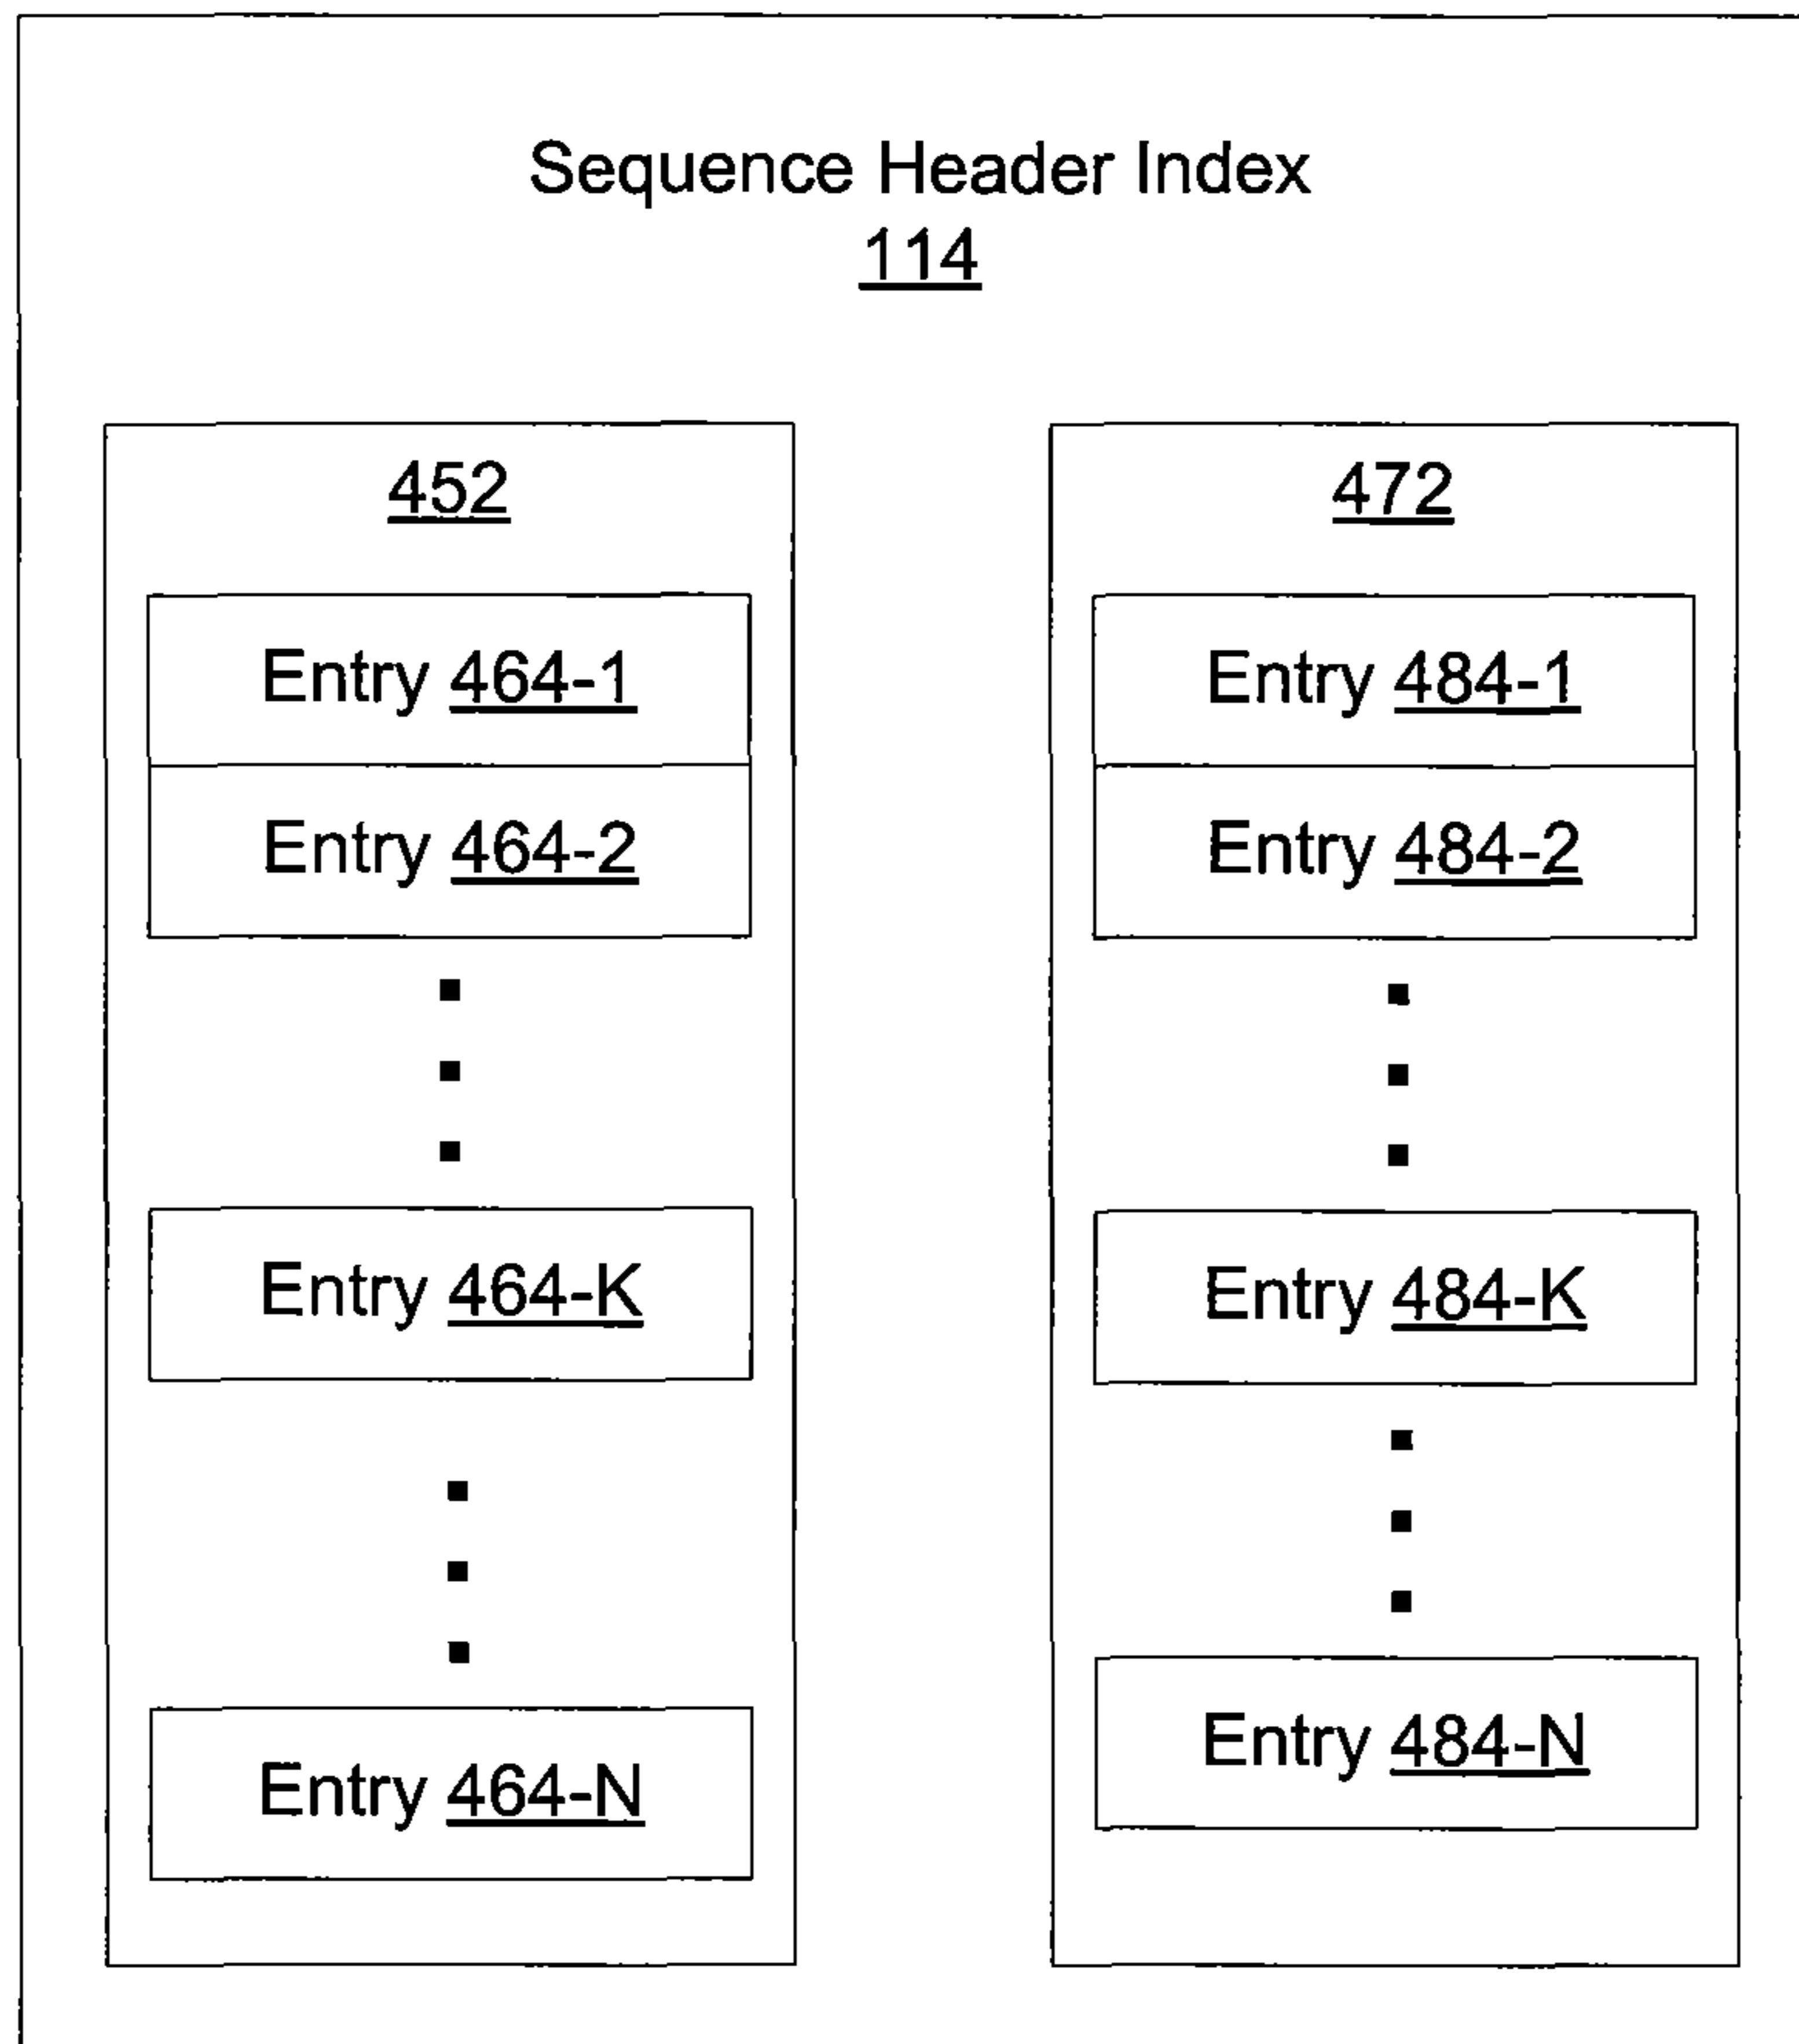 Sequence Header Index
114
452
Entry 464-1
Entry 464-2
Entry 464-K
Entry 464-N
472
Entry 484-1
Entry 484-2
Entry 484-K
Entry 484-N